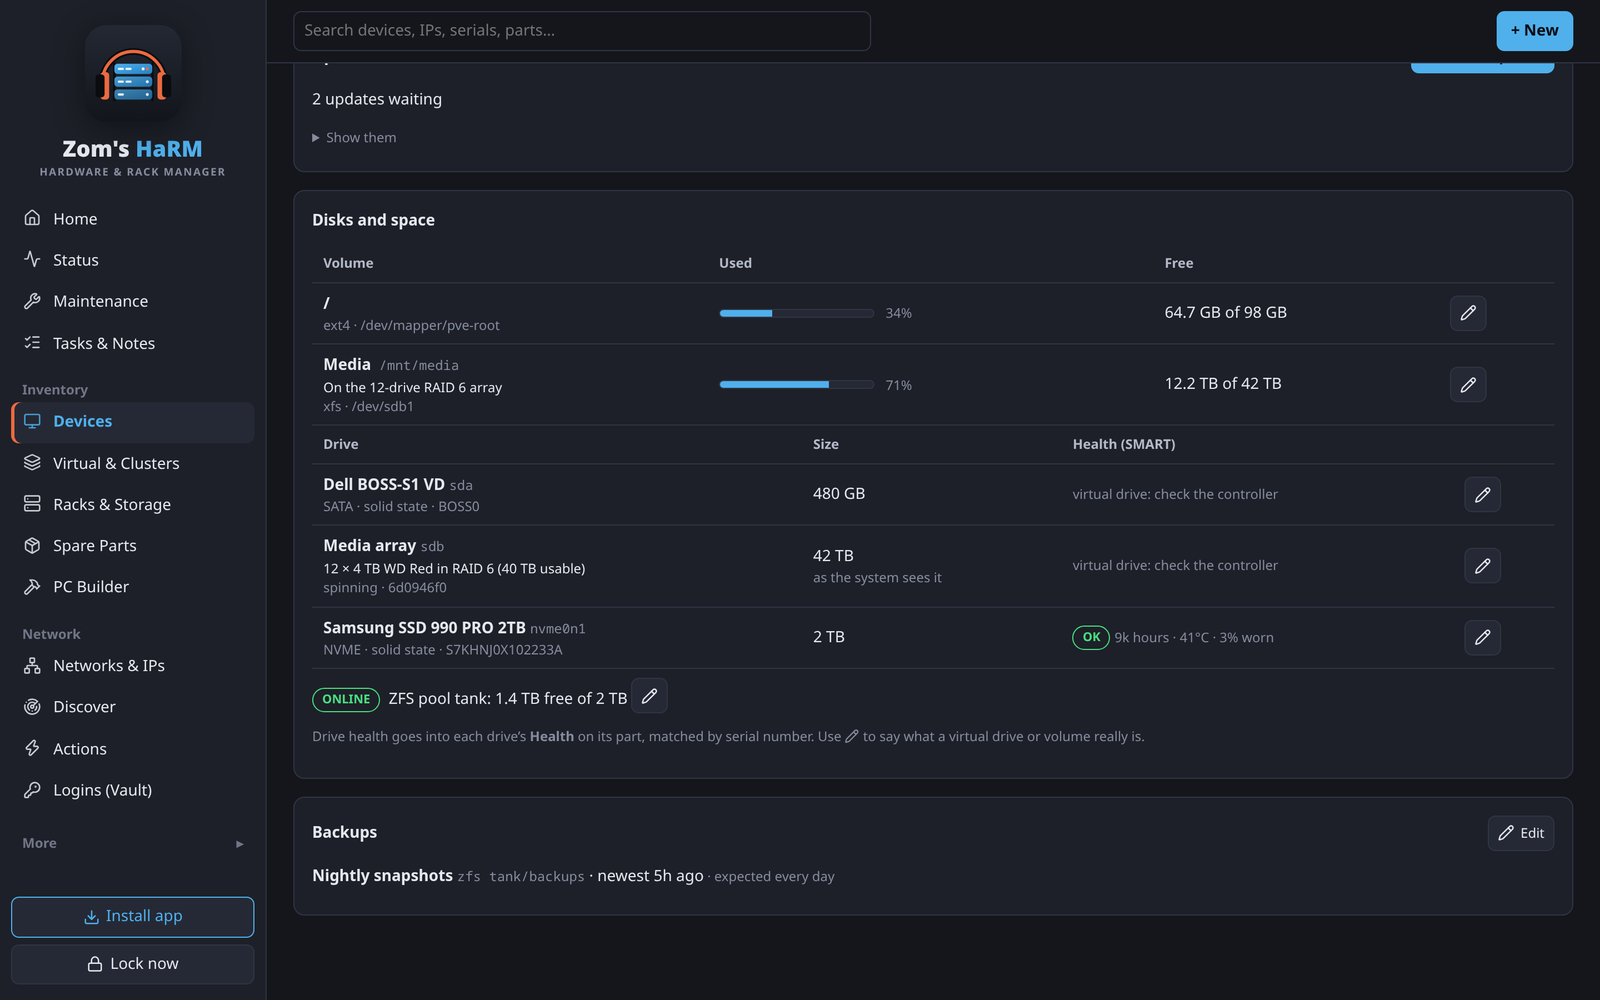 Search devices, IPs, serials, parts...
+ New
Zom's HaRM
HARDWARE & RACK MANAGER
Home
Status
Maintenance
Tasks & Notes
Inventory
Devices
Virtual & Clusters
Racks & Storage
Spare Parts
PC Builder
Network
Networks & IPs
Discover
Actions
Logins (Vault)
More
Install app
Lock now
2 updates waiting
Show them
Disks and space
Volume Used Free
/
ext4 · /dev/mapper/pve-root
34%
64.7 GB of 98 GB
Media /mnt/media
On the 12-drive RAID 6 array
xfs · /dev/sdb1
71%
12.2 TB of 42 TB
Drive Size Health (SMART)
Dell BOSS-S1 VD sda
SATA · solid state · BOSS0
480 GB
virtual drive: check the controller
Media array sdb
12 × 4 TB WD Red in RAID 6 (40 TB usable)
spinning · 6d0946f0
42 TB
as the system sees it
virtual drive: check the controller
Samsung SSD 990 PRO 2TB nvme0n1
NVME · solid state · S7KHNJ0X102233A
2 TB
OK 9k hours · 41°C · 3% worn
ONLINE ZFS pool tank: 1.4 TB free of 2 TB
Drive health goes into each drive's Health on its part, matched by serial number. Use to say what a virtual drive or volume really is.
Backups
Edit
Nightly snapshots zfs tank/backups · newest 5h ago · expected every day